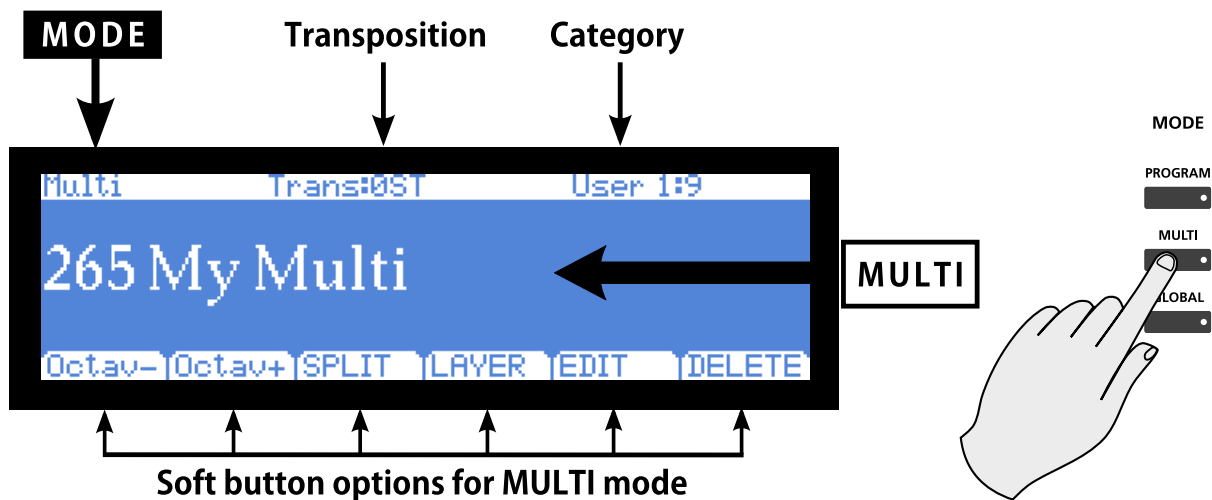 MODE Transposition Category
MODE
PROGRAM
Multi Trans:0ST User 1:9
MULTI
265 My Multi
MULTI
GLOBAL
Octav- Octav+ SPLIT LAYER EDIT DELETE
Soft button options for MULTI mode